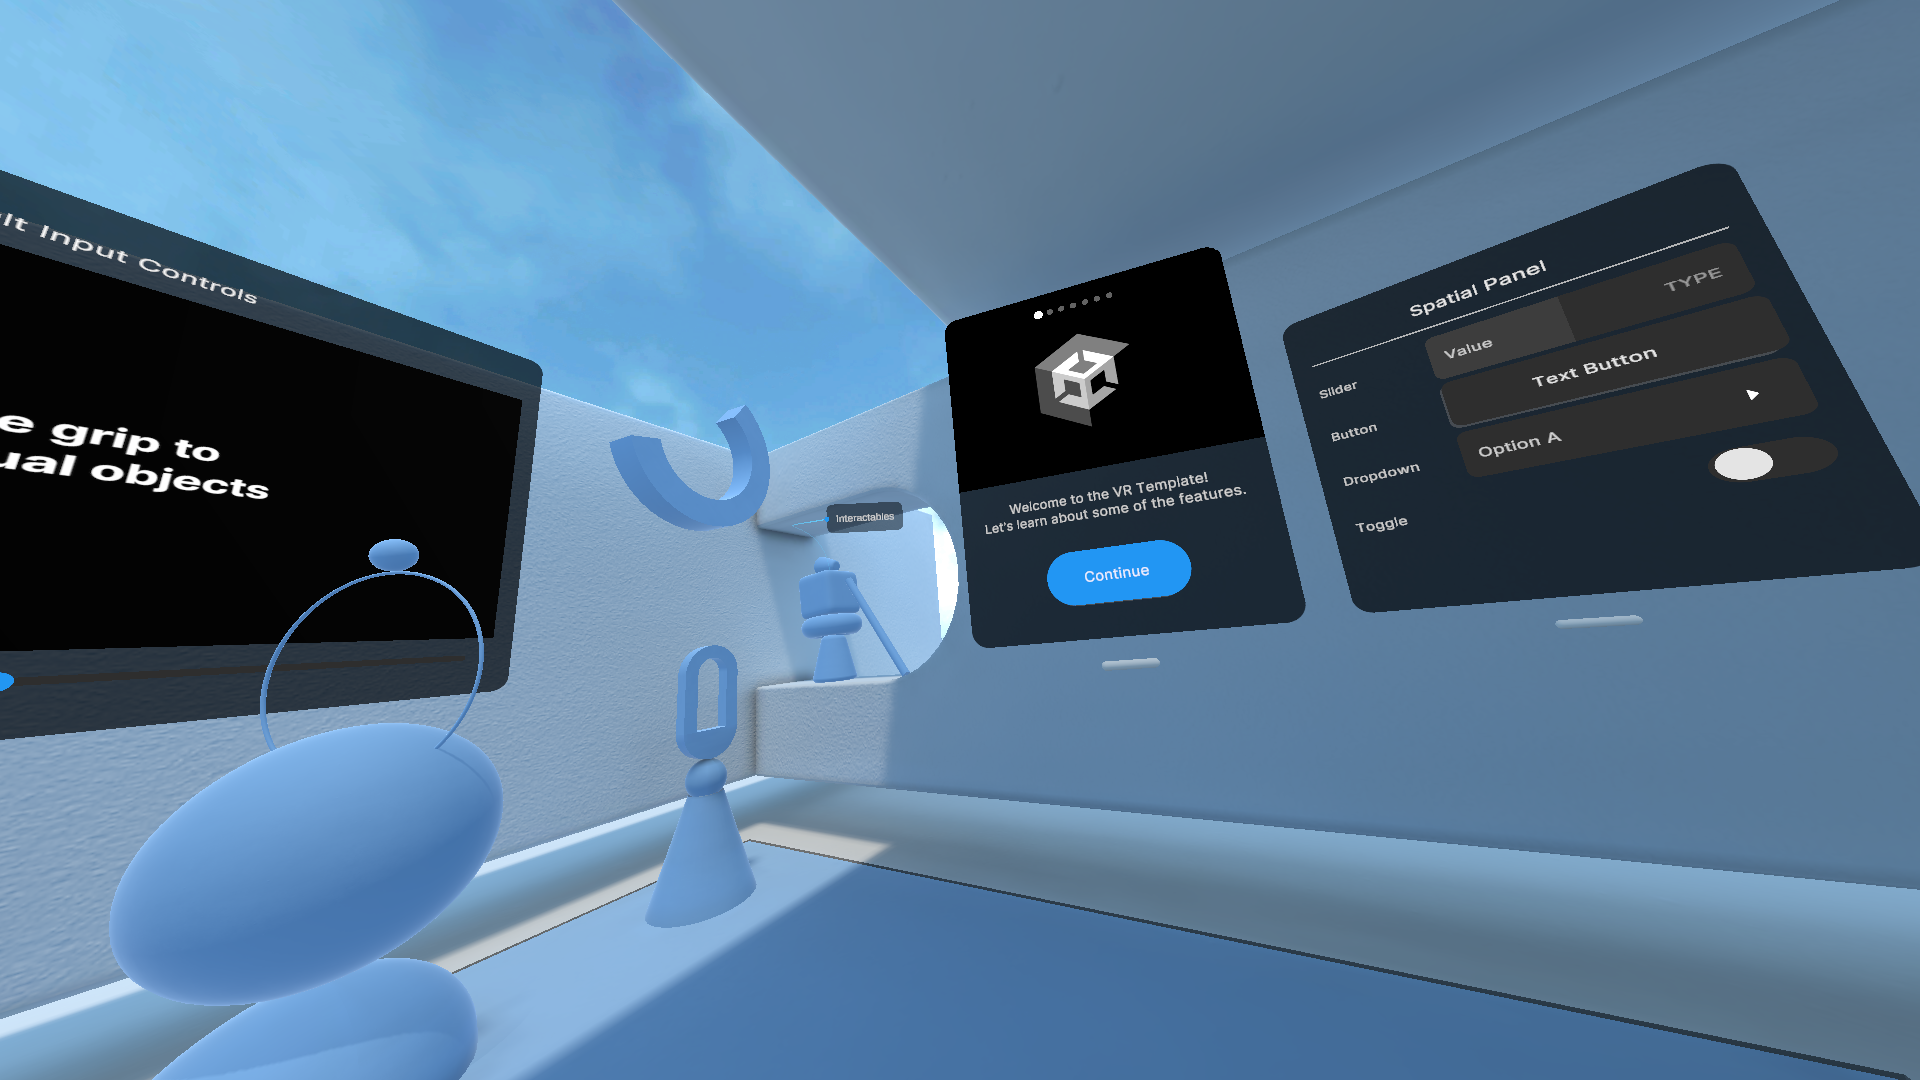 lt Input Controls
e grip to
ual objects
Interactables
Welcome to the VR Template!
Let's learn about some of the features.
Continue
Spatial Panel
Slider
Value
TYPE
Button
Text Button
Dropdown
Option A
Toggle